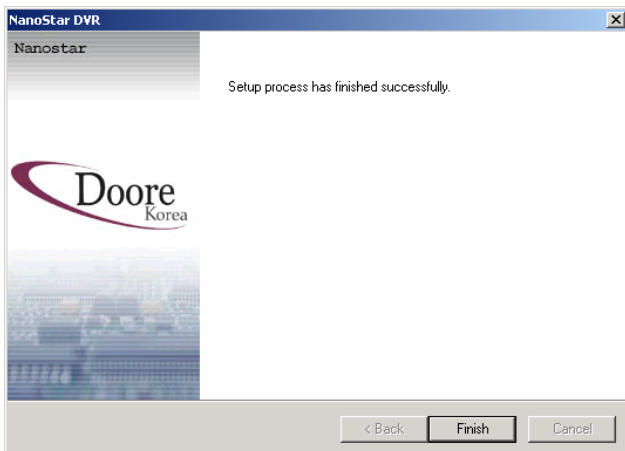 NanoStar DVR
Nanostar
Setup process has finished successfully.
Doore
Korea
< Back
Finish
Cancel